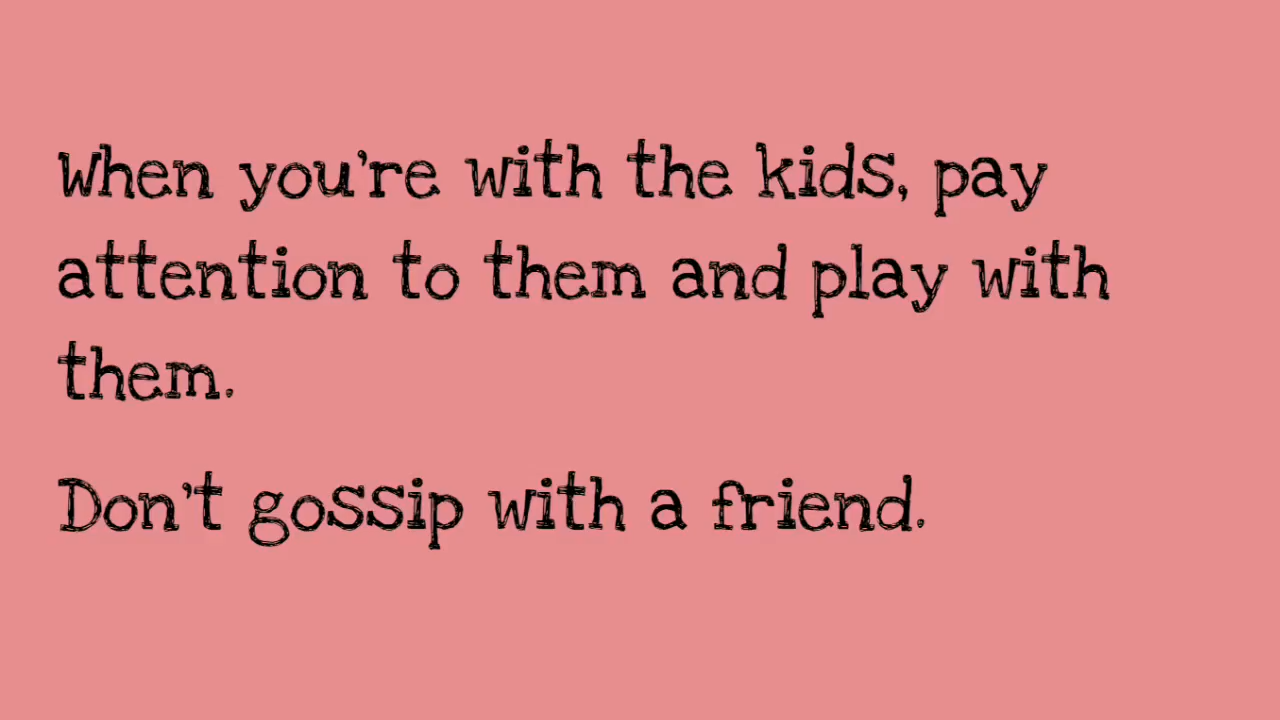 When you're with the kids, pay
attention to them and play with
them.
Don't gossip with a friend.